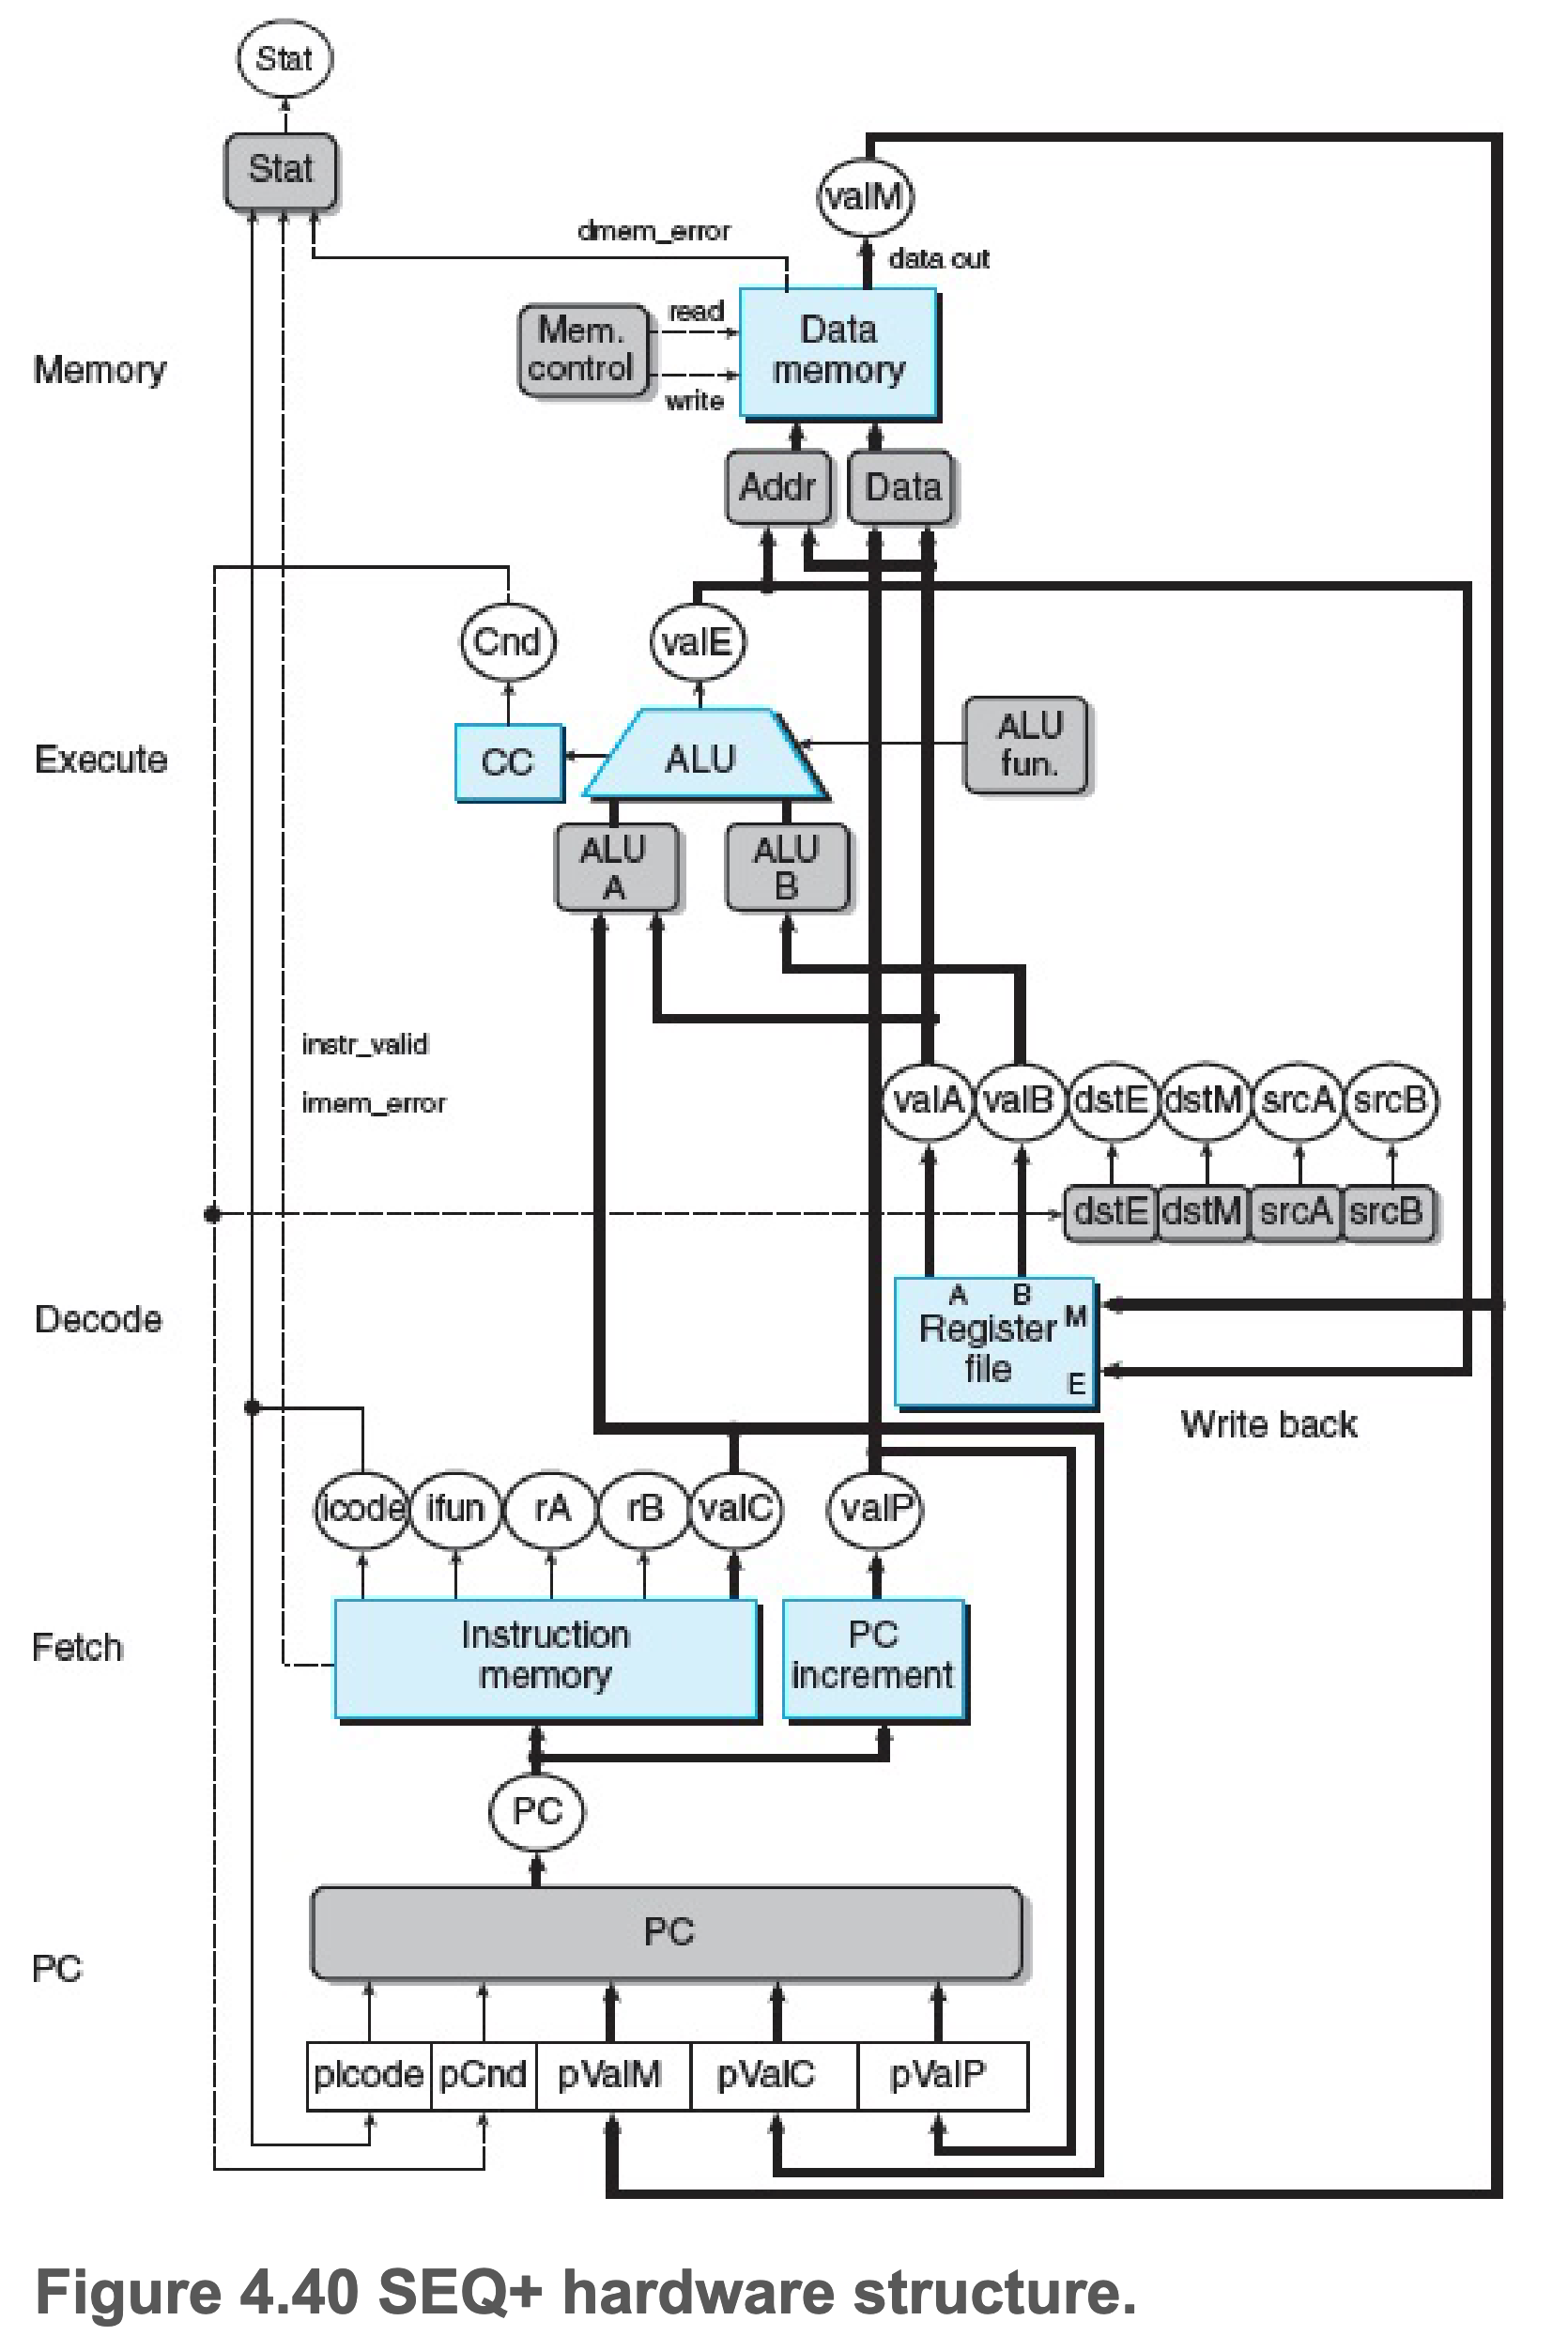 Stat
Stat
valM
dmem_error
data out
read
Mem.
control
Data
memory
Memory
write
Addr
Data
Cnd
valE
ALU
fun.
Execute
CC
ALU
ALU
A
ALU
B
instr_valid
imem_error
valA
valB
dstE
dstM
srcA
srcB
dstE
dstM
srcA
srcB
A
B
M
Register
file
E
Decode
Write back
icode
ifun
rA
rB
valC
valP
Fetch
Instruction
memory
PC
increment
PC
PC
PC
pIcode
pCnd
pValM
pValC
pValP
Figure 4.40 SEQ+ hardware structure.